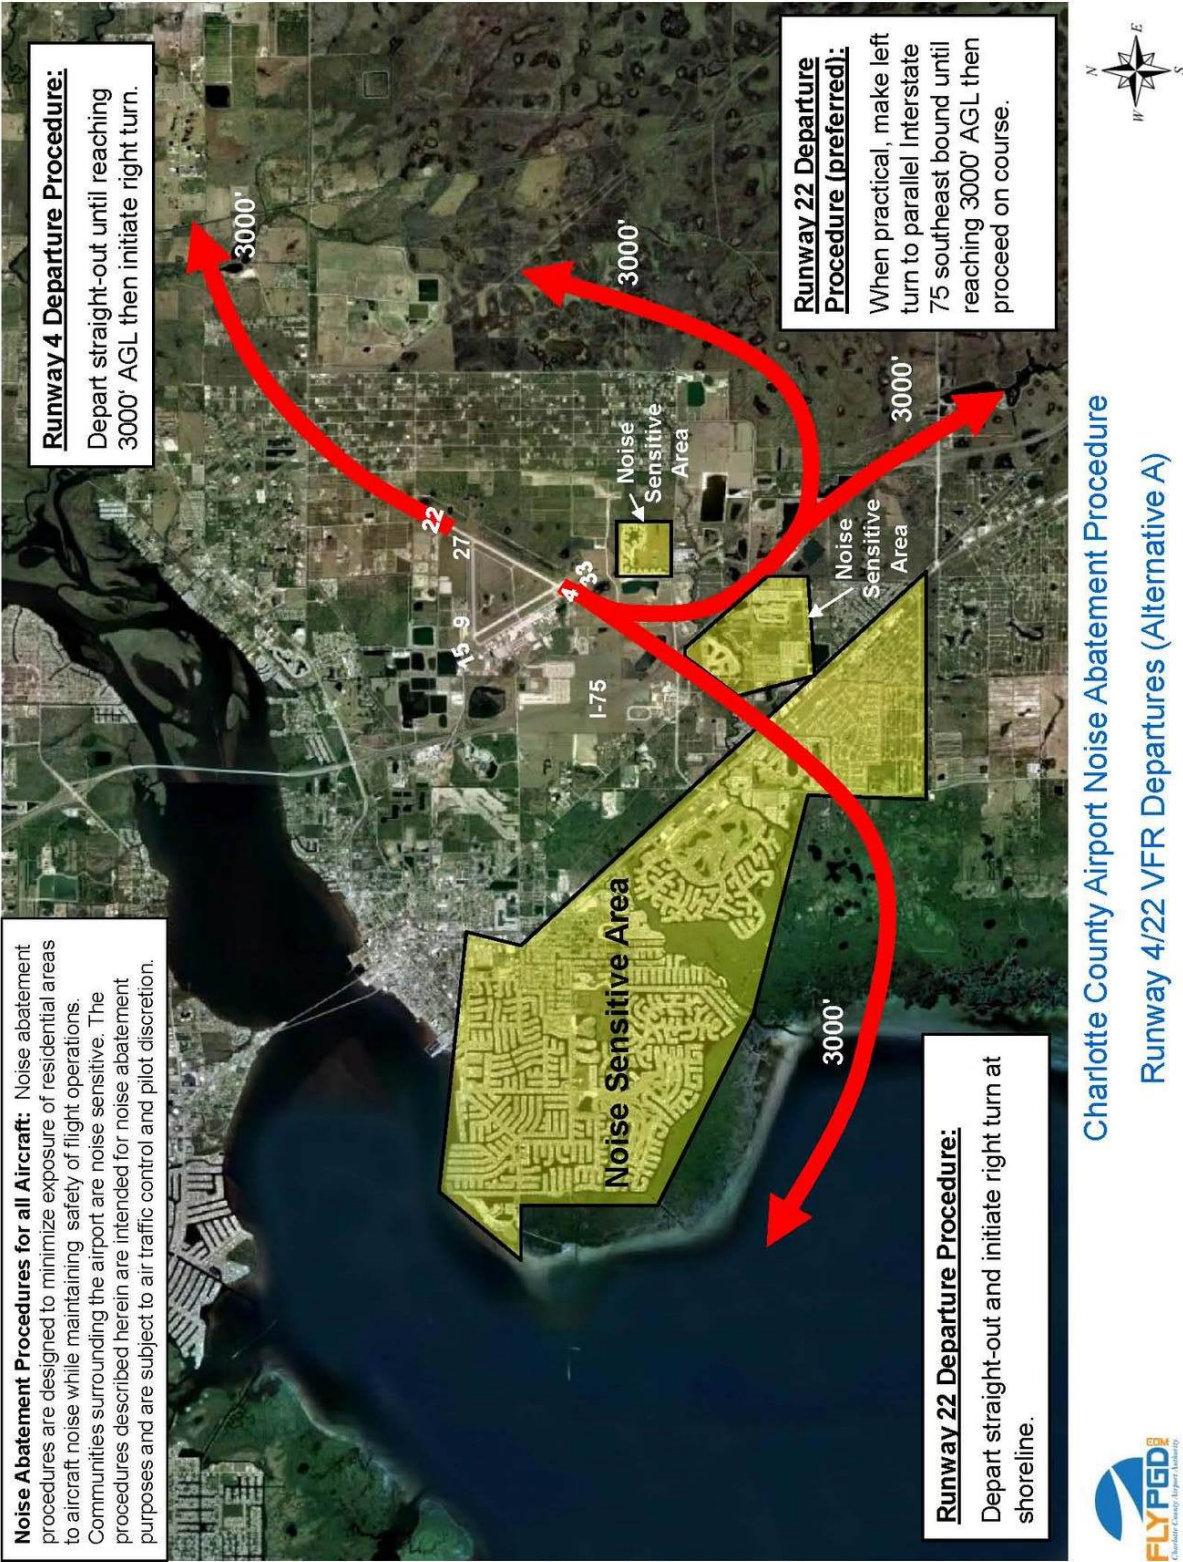 Noise Abatement Procedures for all Aircraft: Noise abatement
procedures are designed to minimize exposure of residential areas
to aircraft noise while maintaining safety of flight operations.
Communities surrounding the airport are noise sensitive. The
procedures described herein are intended for noise abatement
purposes and are subject to air traffic control and pilot discretion.
Runway 4 Departure Procedure:
Depart straight-out until reaching
3000' AGL then initiate right turn.
3000'
22
27
9
15
4
33
I-75
Noise
Sensitive
Area
3000'
Noise Sensitive Area
Noise
Sensitive
Area
3000'
3000'
Runway 22 Departure
Procedure (preferred):
When practical, make left
turn to parallel Interstate
75 southeast bound until
reaching 3000' AGL then
proceed on course.
Runway 22 Departure Procedure:
Depart straight-out and initiate right turn at
shoreline.
N
W
E
S
Charlotte County Airport Noise Abatement Procedure
Runway 4/22 VFR Departures (Alternative A)
FLYPGD.COM
Charlotte County Airport Authority